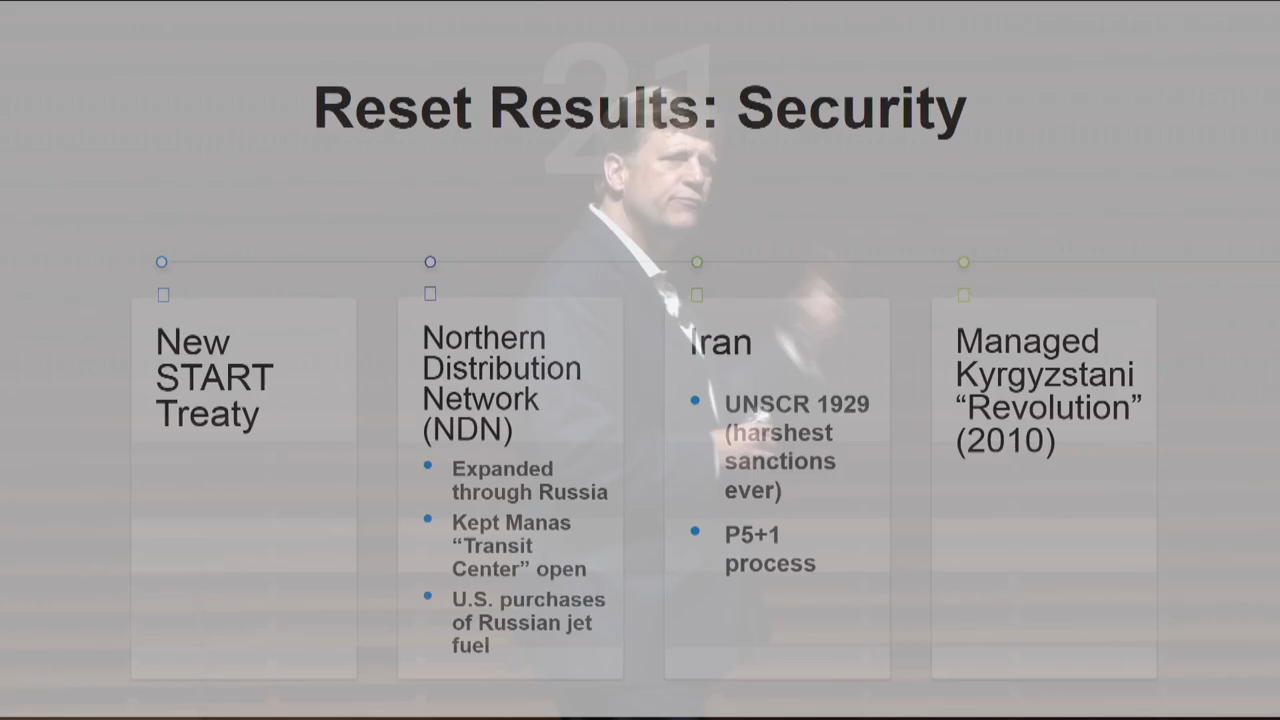 21
Reset Results: Security
New
START
Treaty
Northern
Distribution
Network
(NDN)
Expanded
through Russia
Kept Manas
“Transit
Center” open
U.S. purchases
of Russian jet
fuel
Iran
UNSCR 1929
(harshest
sanctions
ever)
P5+1
process
Managed
Kyrgyzstani
“Revolution”
(2010)